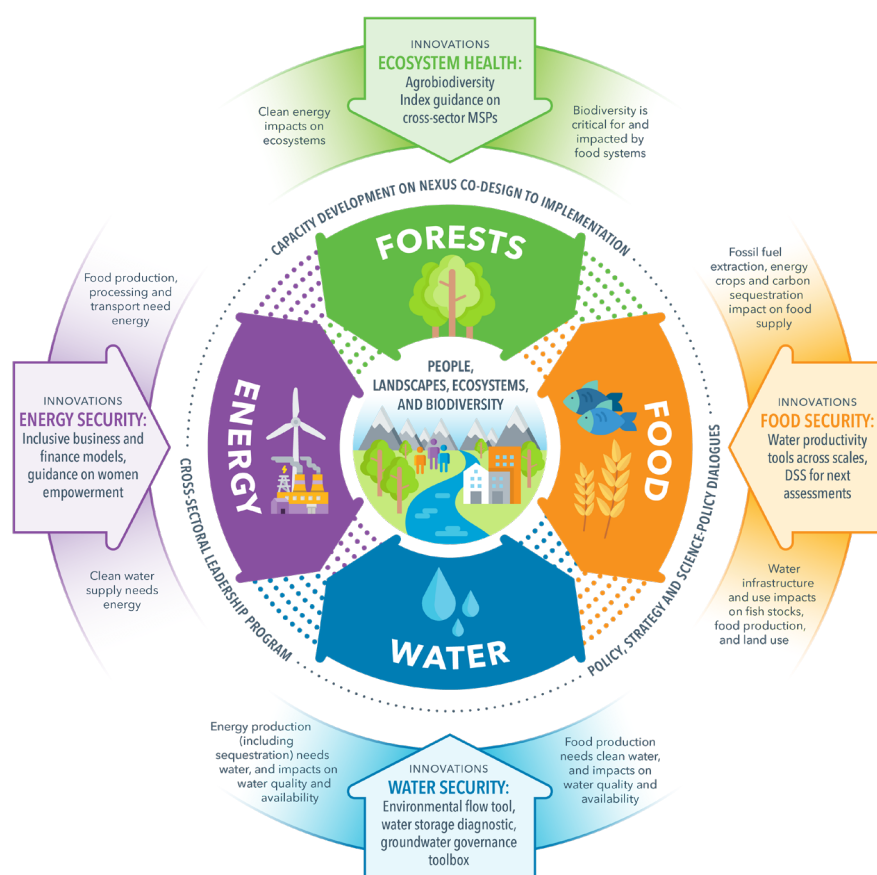 INNOVATIONS
ECOSYSTEM HEALTH:
Agrobiodiversity
Index guidance on
cross-sector MSPs
Clean energy
impacts on
ecosystems
Biodiversity is
critical for and
impacted by
food systems
CAPACITY DEVELOPMENT ON NEXUS CO-DESIGN TO IMPLEMENTATION
FORESTS
Food production,
processing and
transport need
energy
Fossil fuel
extraction, energy
crops and carbon
sequestration
impact on food
supply
INNOVATIONS
ENERGY SECURITY:
Inclusive business and
finance models,
guidance on women
empowerment
ENERGY
PEOPLE,
LANDSCAPES, ECOSYSTEMS,
AND BIODIVERSITY
FOOD
INNOVATIONS
FOOD SECURITY:
Water productivity
tools across scales,
DSS for next
assessments
CROSS-SECTORAL LEADERSHIP PROGRAM
POLICY, STRATEGY AND SCIENCE-POLICY DIALOGUES
Clean water
supply needs
energy
Water
infrastructure
and use impacts
on fish stocks,
food production,
and land use
WATER
Energy production
(including
sequestration) needs
water, and impacts on
water quality and
availability
Food production
needs clean water,
and impacts on
water quality and
availability
INNOVATIONS
WATER SECURITY:
Environmental flow tool,
water storage diagnostic,
groundwater governance
toolbox